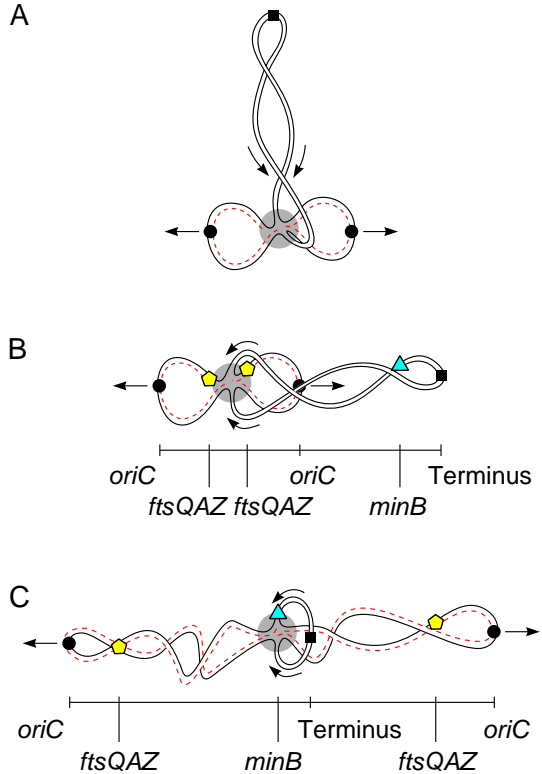 A
B
oriC oriC Terminus
ftsQAZ ftsQAZ minB
C
oriC Terminus oriC
ftsQAZ minB ftsQAZ